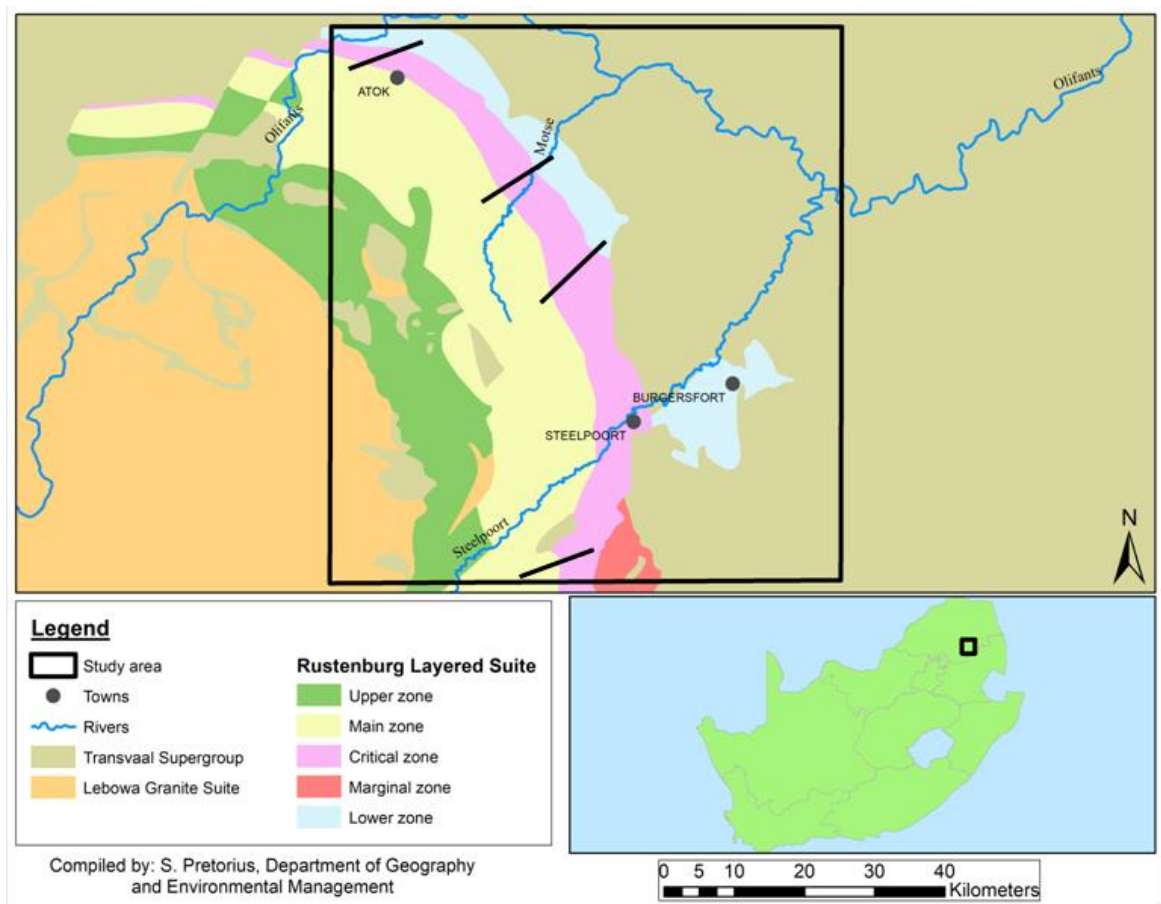 Olifants
ATOK
Olifants
Motse
BURGERSFORT
STEELPOORT
Steelpoort
N
Legend
Study area
Towns
Rivers
Transvaal Supergroup
Lebowa Granite Suite
Rustenburg Layered Suite
Upper zone
Main zone
Critical zone
Marginal zone
Lower zone
Compiled by: S. Pretorius, Department of Geography
and Environmental Management
0 5 10 20 30 40
Kilometers